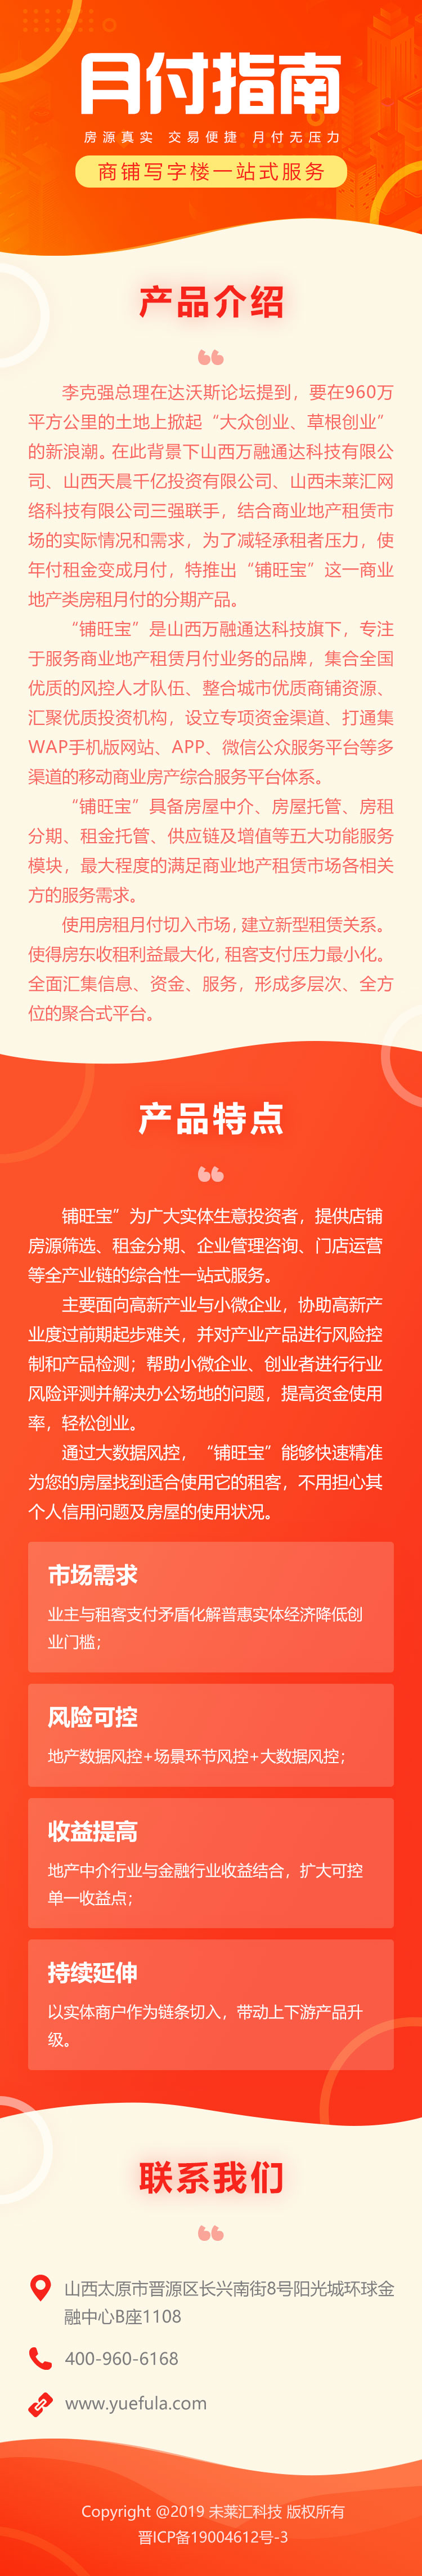 月付指南
房源真实 交易便捷 月付无压力
商铺写字楼一站式服务
产品介绍
李克强总理在达沃斯论坛提到，要在960万
平方公里的土地上掀起“大众创业、草根创业”
的新浪潮。在此背景下山西万融通达科技有限公
司、山西天晨千亿投资有限公司、山西未莱汇网
络科技有限公司三强联手，结合商业地产租赁市
场的实际情况和需求，为了减轻承租者压力，使
年付租金变成月付，特推出“铺旺宝”这一商业
地产类房租月付的分期产品。
“铺旺宝”是山西万融通达科技旗下，专注
于服务商业地产租赁月付业务的品牌，集合全国
优质的风控人才队伍、整合城市优质商铺资源、
汇聚优质投资机构，设立专项资金渠道、打通集
WAP手机版网站、APP、微信公众服务平台等多
渠道的移动商业房产综合服务平台体系。
“铺旺宝”具备房屋中介、房屋托管、房租
分期、租金托管、供应链及增值等五大功能服务
模块，最大程度的满足商业地产租赁市场各相关
方的服务需求。
使用房租月付切入市场，建立新型租赁关系。
使得房东收租利益最大化，租客支付压力最小化。
全面汇集信息、资金、服务，形成多层次、全方
位的聚合式平台。
产品特点
铺旺宝”为广大实体生意投资者，提供店铺
房源筛选、租金分期、企业管理咨询、门店运营
等全产业链的综合性一站式服务。
主要面向高新产业与小微企业，协助高新产
业度过前期起步难关，并对产业产品进行风险控
制和产品检测；帮助小微企业、创业者进行行业
风险评测并解决办公场地的问题，提高资金使用
率，轻松创业。
通过大数据风控，“铺旺宝”能够快速精准
为您的房屋找到适合使用它的租客，不用担心其
个人信用问题及房屋的使用状况。
市场需求
业主与租客支付矛盾化解普惠实体经济降低创
业门槛；
风险可控
地产数据风控+场景环节风控+大数据风控；
收益提高
地产中介行业与金融行业收益结合，扩大可控
单一收益点；
持续延伸
以实体商户作为链条切入，带动上下游产品升
级。
联系我们
山西太原市晋源区长兴南街8号阳光城环球金
融中心B座1108
400-960-6168
www.yuefula.com
Copyright @2019 未莱汇科技 版权所有
晋ICP备19004612号-3